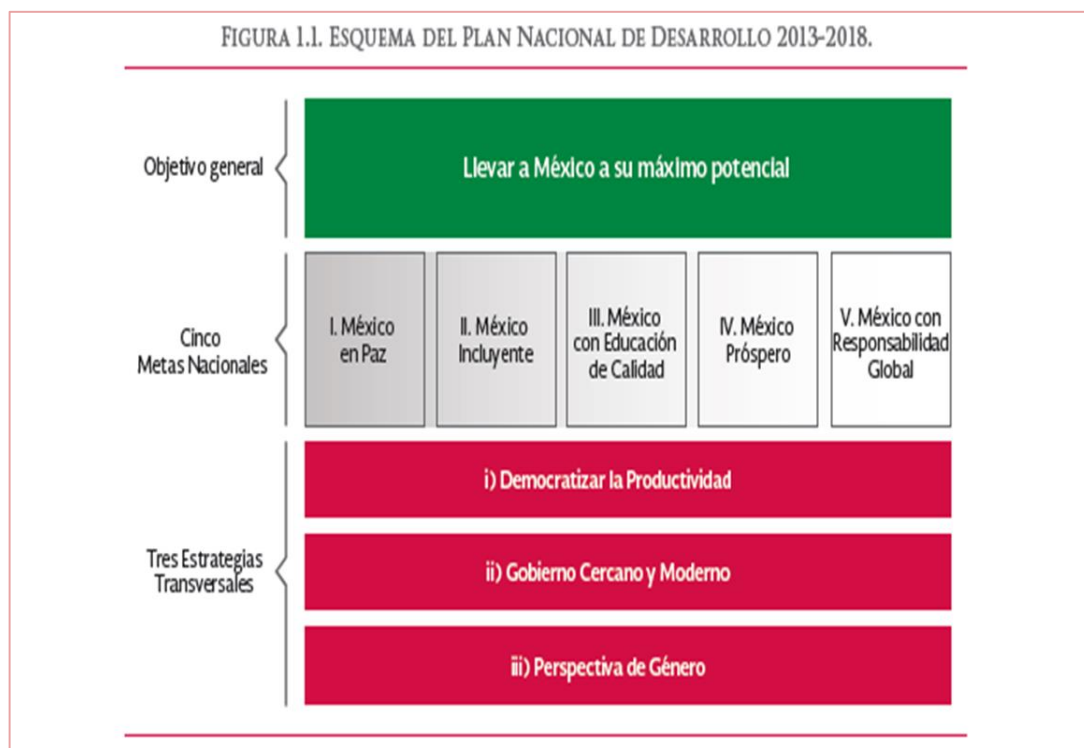 FIGURA 1.1. ESQUEMA DEL PLAN NACIONAL DE DESARROLLO 2013-2018.
Objetivo general
Llevar a México a su máximo potencial
Cinco
Metas Nacionales
I. México
en Paz
II. México
Incluyente
III. México
con Educación
de Calidad
IV. México
Próspero
V. México con
Responsabilidad
Global
Tres Estrategias
Transversales
i) Democratizar la Productividad
ii) Gobierno Cercano y Moderno
iii) Perspectiva de Género